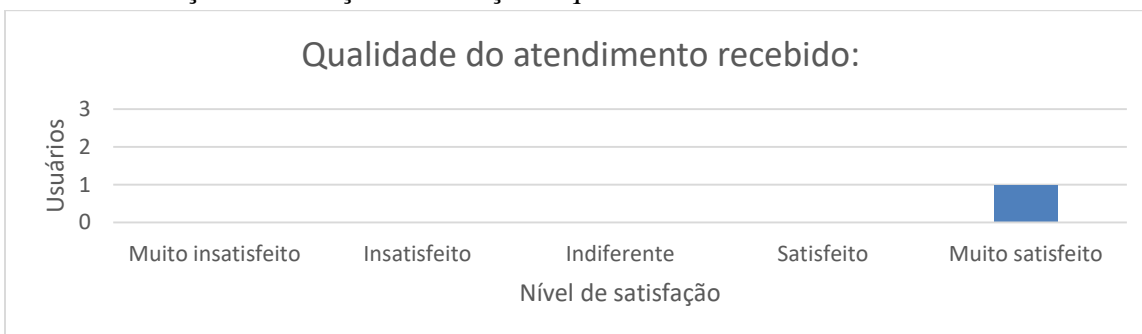 Qualidade do atendimento recebido:
3
2
1
0
Usuários
Muito insatisfeito Insatisfeito Indiferente Satisfeito Muito satisfeito
Nível de satisfação